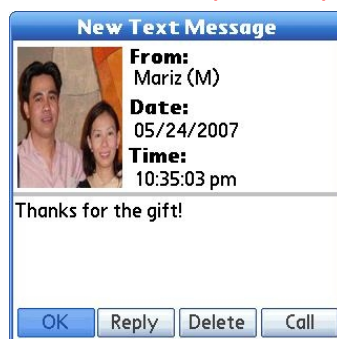 New Text Message
From:
Mariz (M)
Date:
05/24/2007
Time:
10:35:03 pm
Thanks for the gift!
OK Reply Delete Call